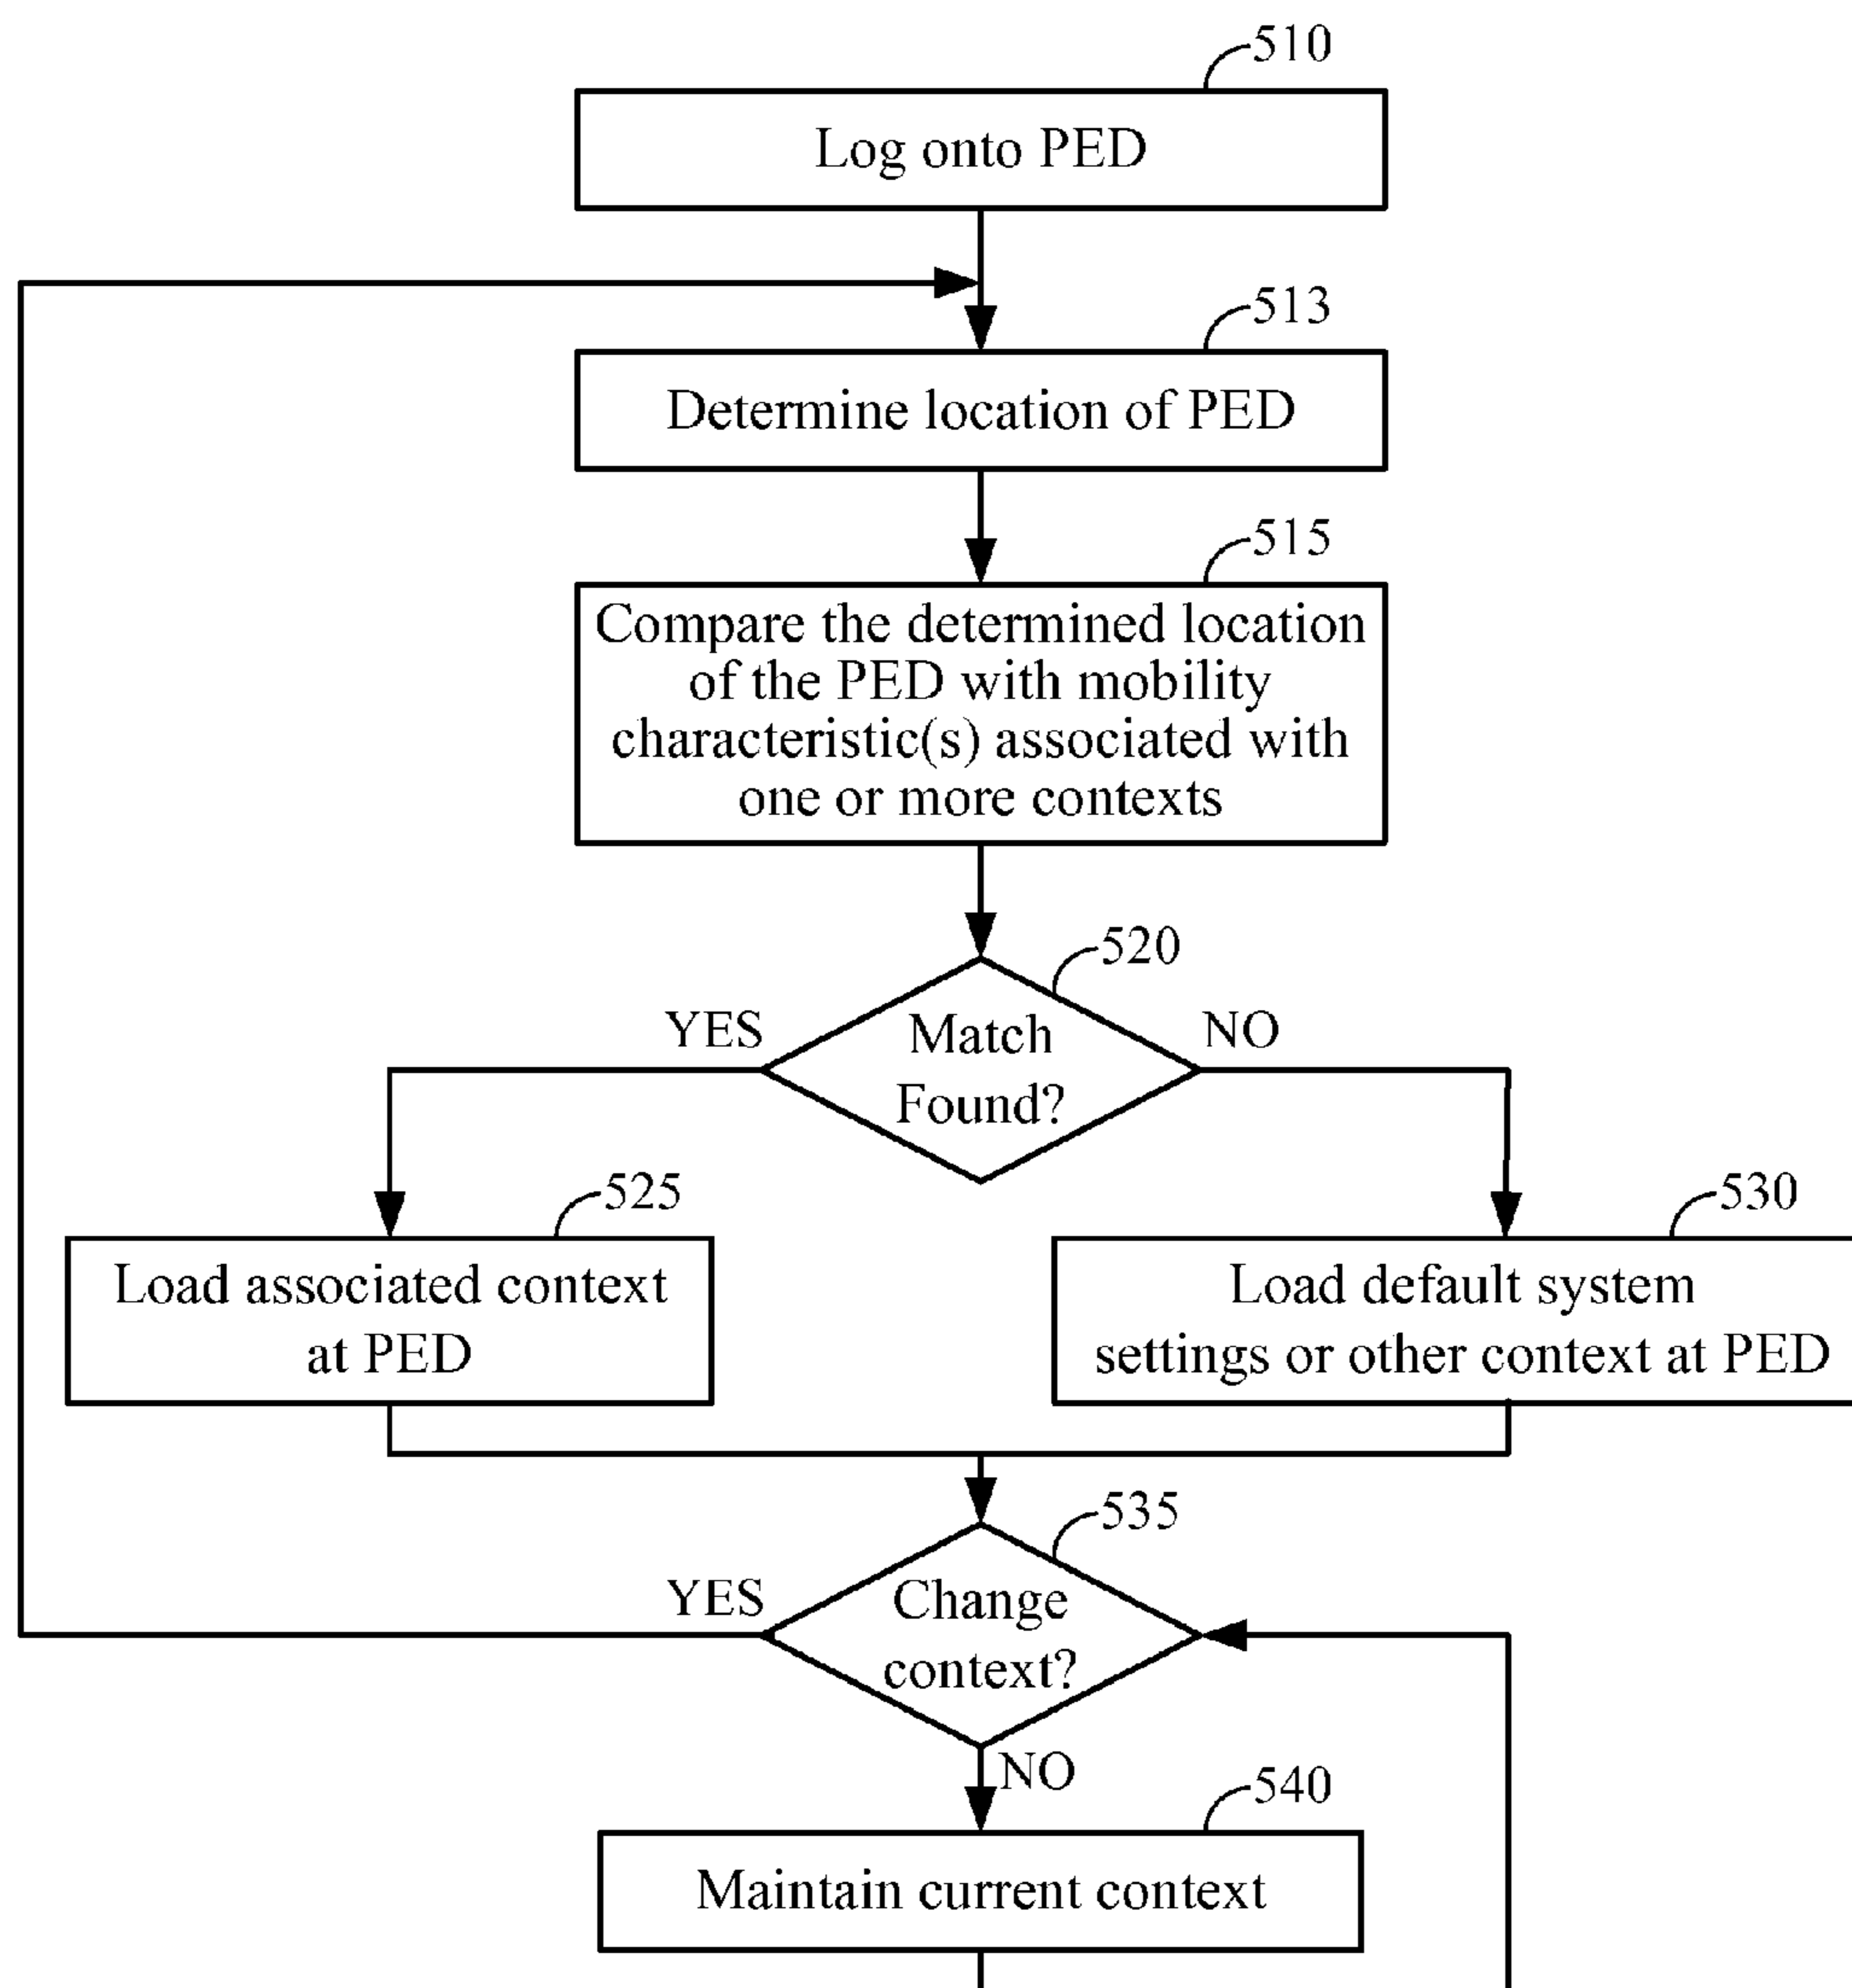 510
Log onto PED
513
Determine location of PED
515
Compare the determined location
of the PED with mobility
characteristic(s) associated with
one or more contexts
520
YES
Match
Found?
NO
525
Load associated context
at PED
530
Load default system
settings or other context at PED
535
YES
Change
context?
NO
540
Maintain current context